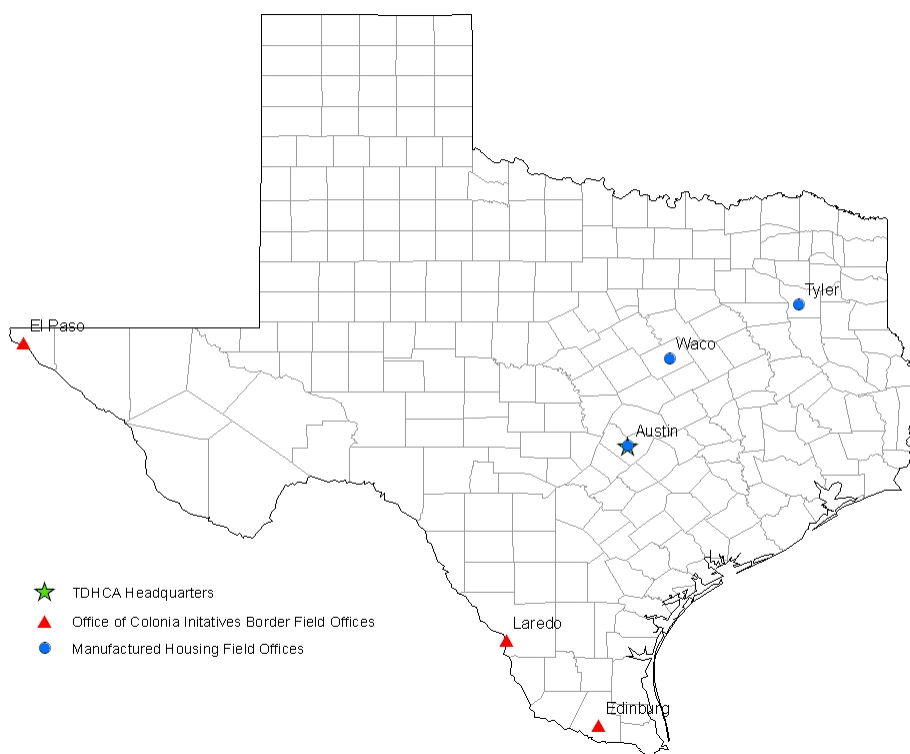 Tyler
El Paso
Waco
Austin
TDHCA Headquarters
Office of Colonia Initatives Border Field Offices
Laredo
Manufactured Housing Field Offices
Edinburg